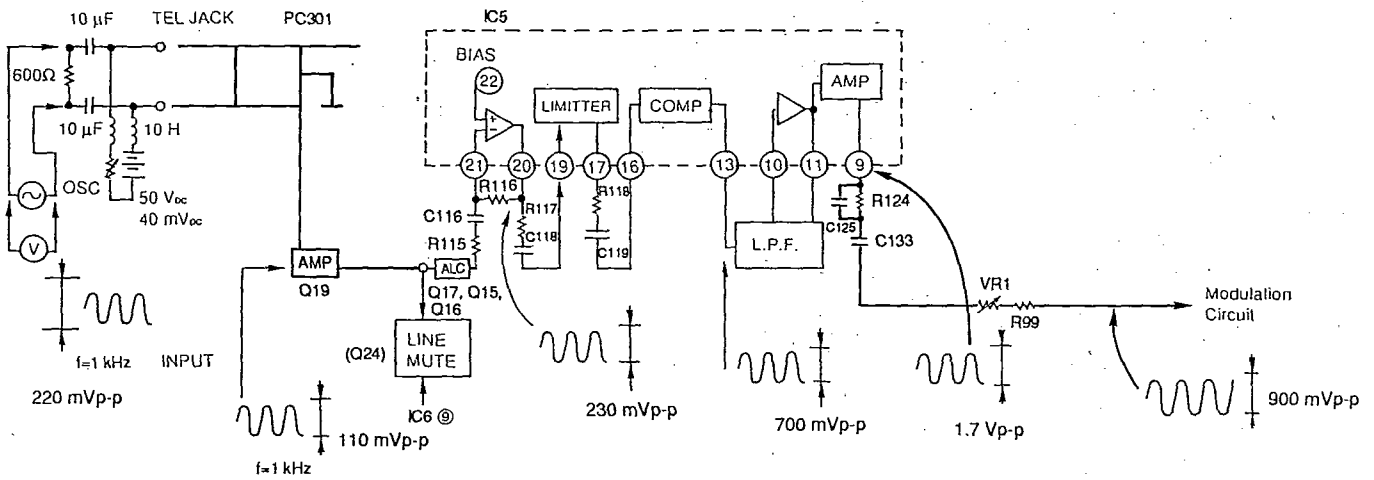 10 µF
TEL JACK
PC301
IC5
600Ω
BIAS
22
AMP
LIMITTER
COMP
10 µF
10 H
OSC
50 VDC
40 mVDC
V
21
20
19
17
16
13
10
11
9
R116
R117
R118
R124
C116
C118
C119
C125
C133
R115
L.P.F.
AMP
ALC
Q19
Q17, Q15,
Q16
LINE
MUTE
(Q24)
IC6 ⑨
VR1
R99
Modulation
Circuit
f=1 kHz
INPUT
220 mVp-p
110 mVp-p
f=1 kHz
230 mVp-p
700 mVp-p
1.7 Vp-p
900 mVp-p
+
−